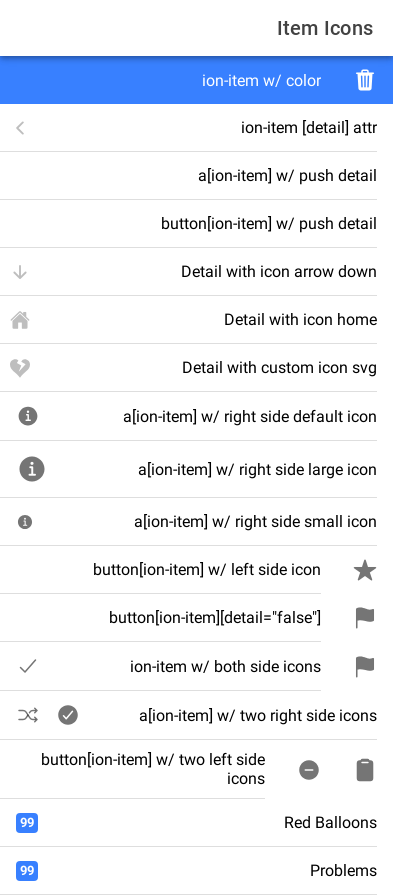 Item Icons
ion-item w/ color
ion-item [detail] attr
a[ion-item] w/ push detail
button[ion-item] w/ push detail
Detail with icon arrow down
Detail with icon home
Detail with custom icon svg
a[ion-item] w/ right side default icon
a[ion-item] w/ right side large icon
a[ion-item] w/ right side small icon
button[ion-item] w/ left side icon
button[ion-item][detail="false"]
ion-item w/ both side icons
a[ion-item] w/ two right side icons
button[ion-item] w/ two left side
icons
Red Balloons
99
Problems
99